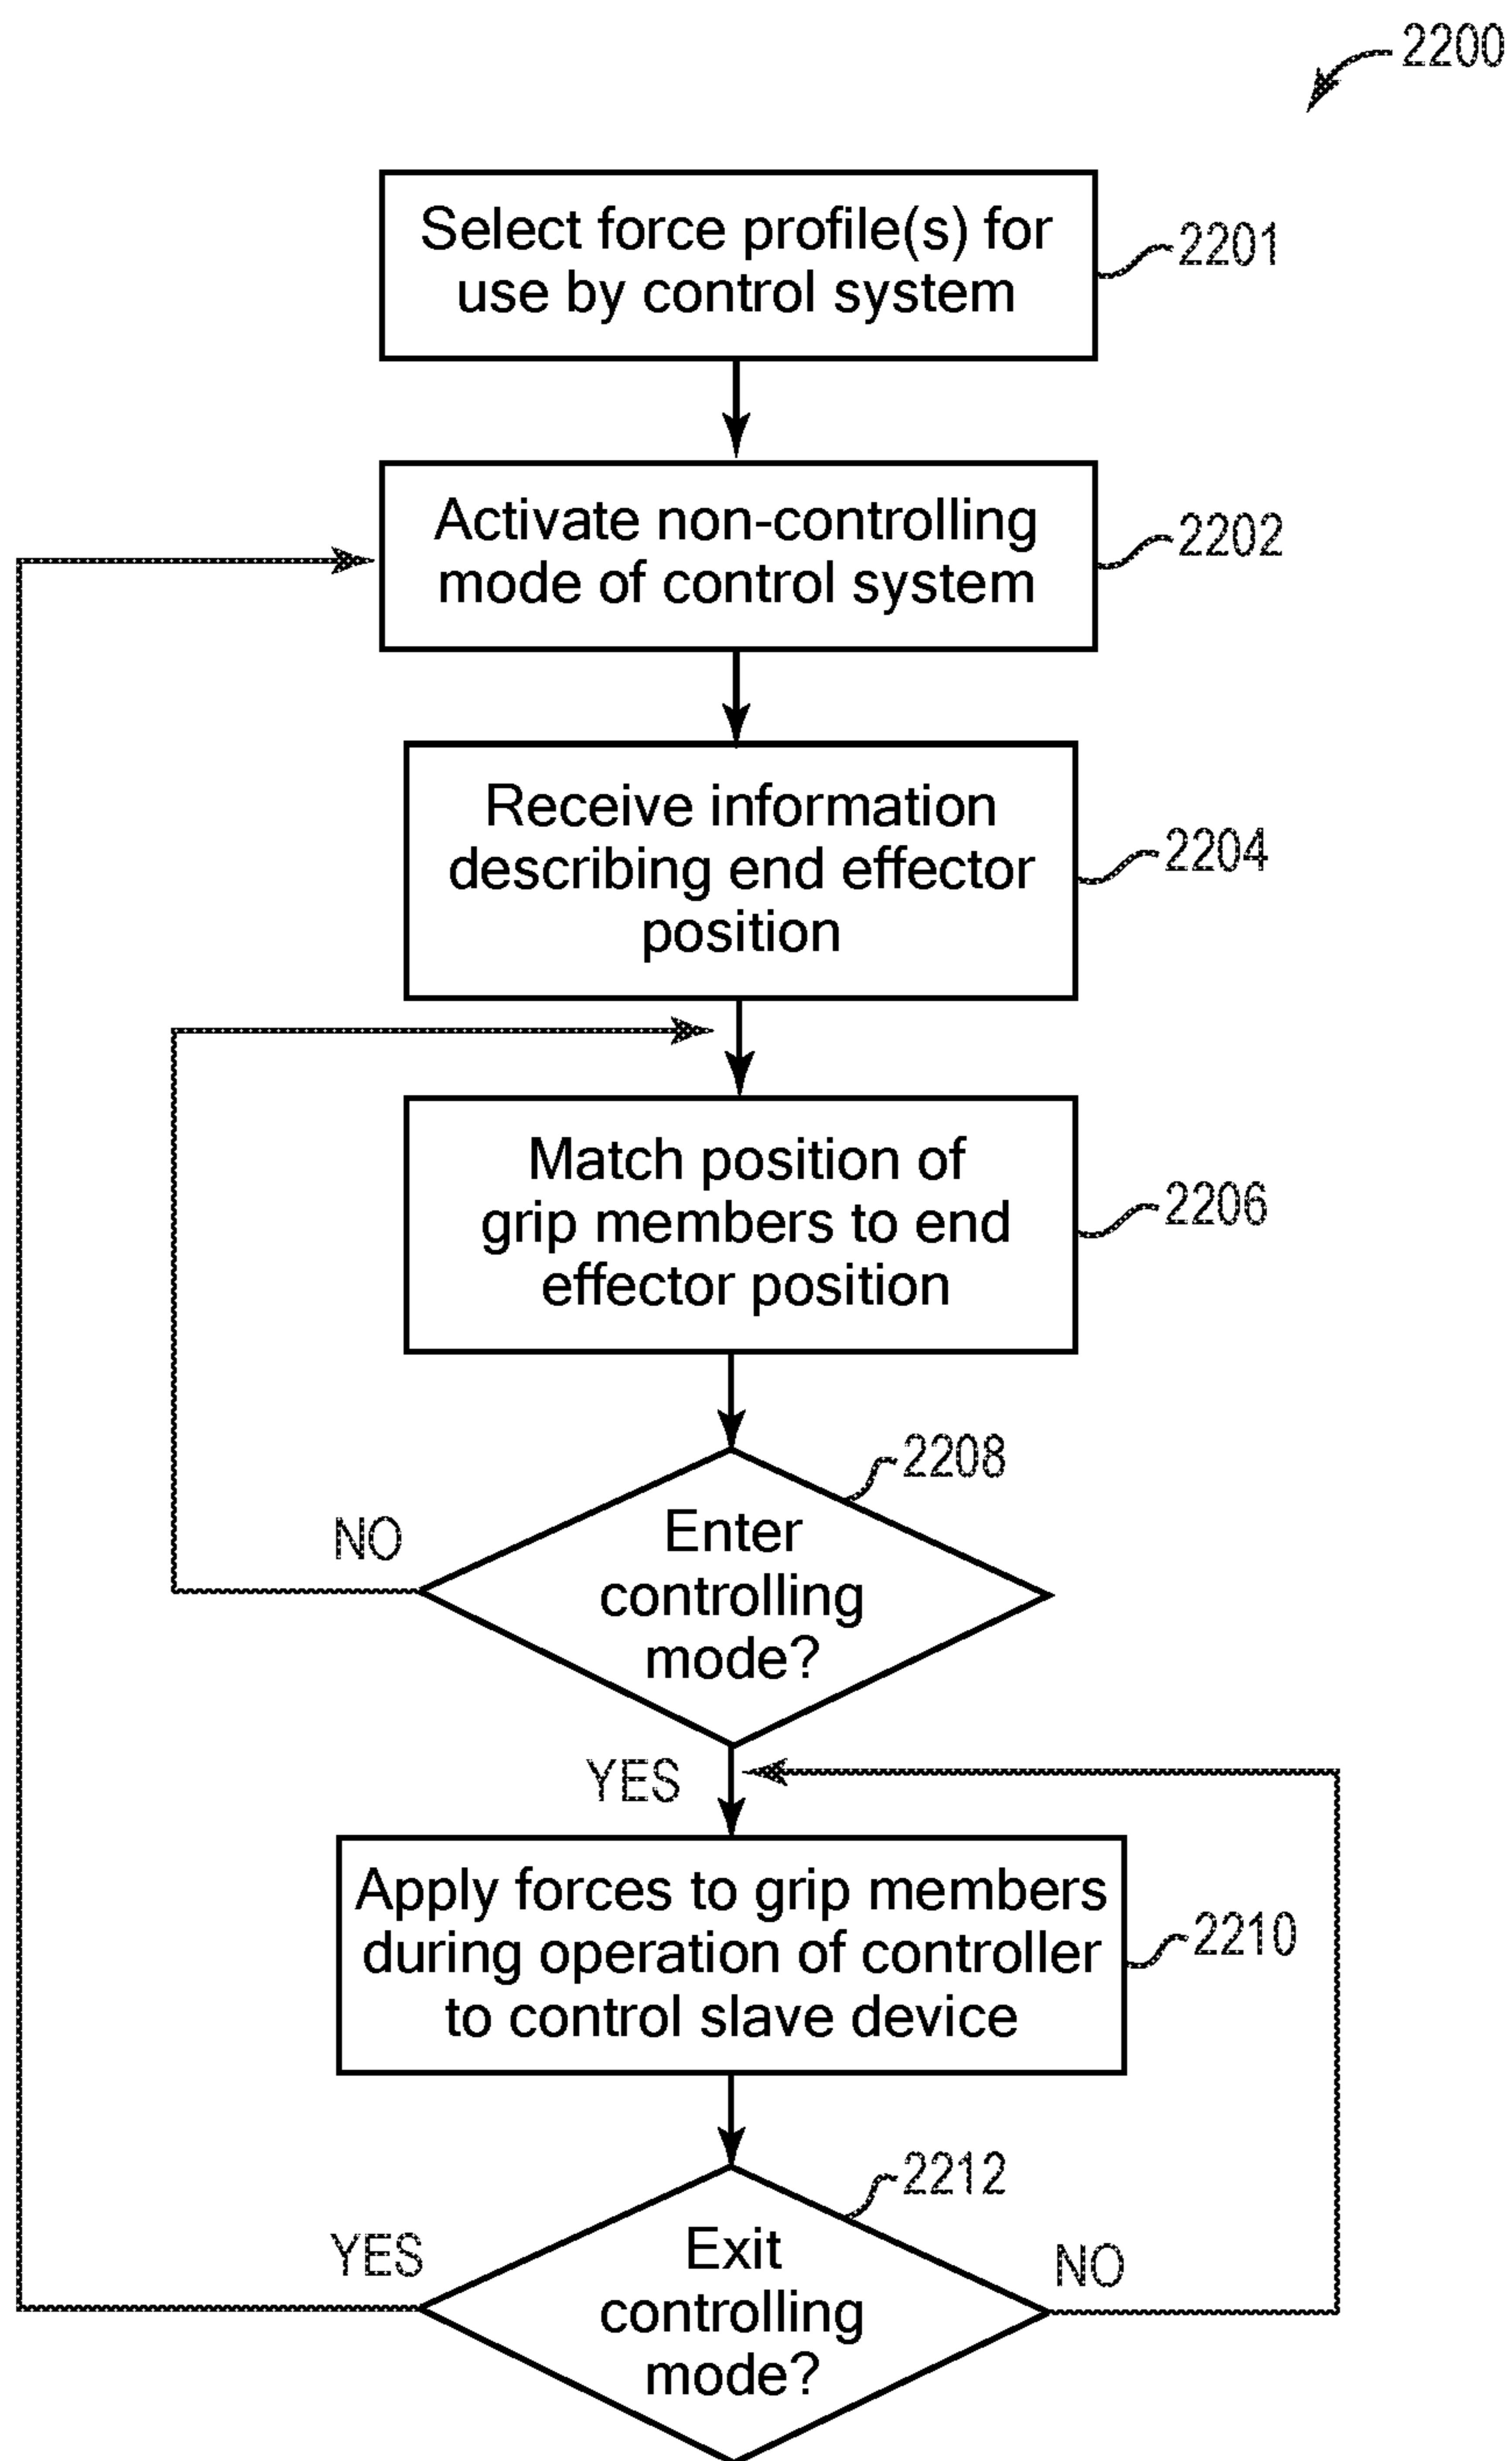 2200
Select force profile(s) for
use by control system
2201
Activate non-controlling
mode of control system
2202
Receive information
describing end effector
position
2204
Match position of
grip members to end
effector position
2206
2208
Enter
controlling
mode?
NO
YES
Apply forces to grip members
during operation of controller
to control slave device
2210
2212
Exit
controlling
mode?
YES
NO